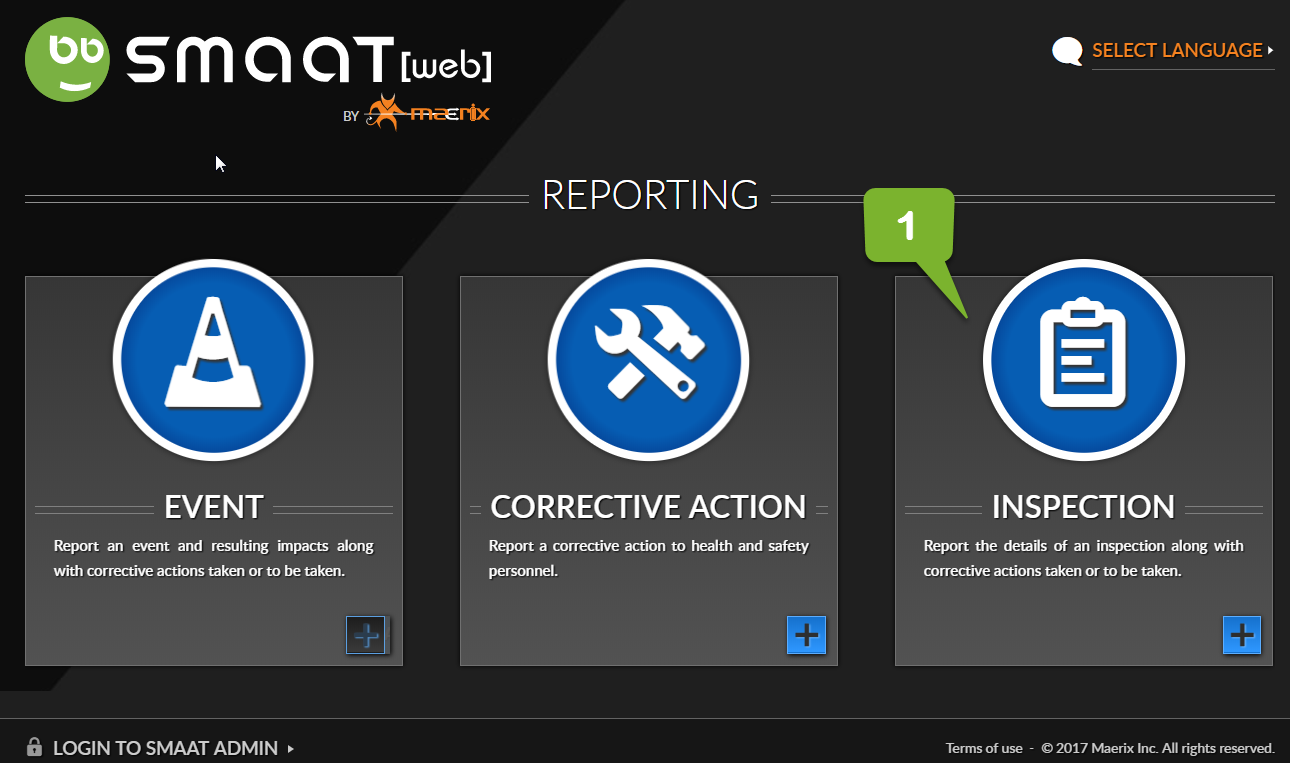 SMAAT[web]
SELECT LANGUAGE
BY maerix
REPORTING
1
EVENT
Report an event and resulting impacts along
with corrective actions taken or to be taken.
CORRECTIVE ACTION
Report a corrective action to health and safety
personnel.
INSPECTION
Report the details of an inspection along with
corrective actions taken or to be taken.
LOGIN TO SMAAT ADMIN
Terms of use - © 2017 Maerix Inc. All rights reserved.